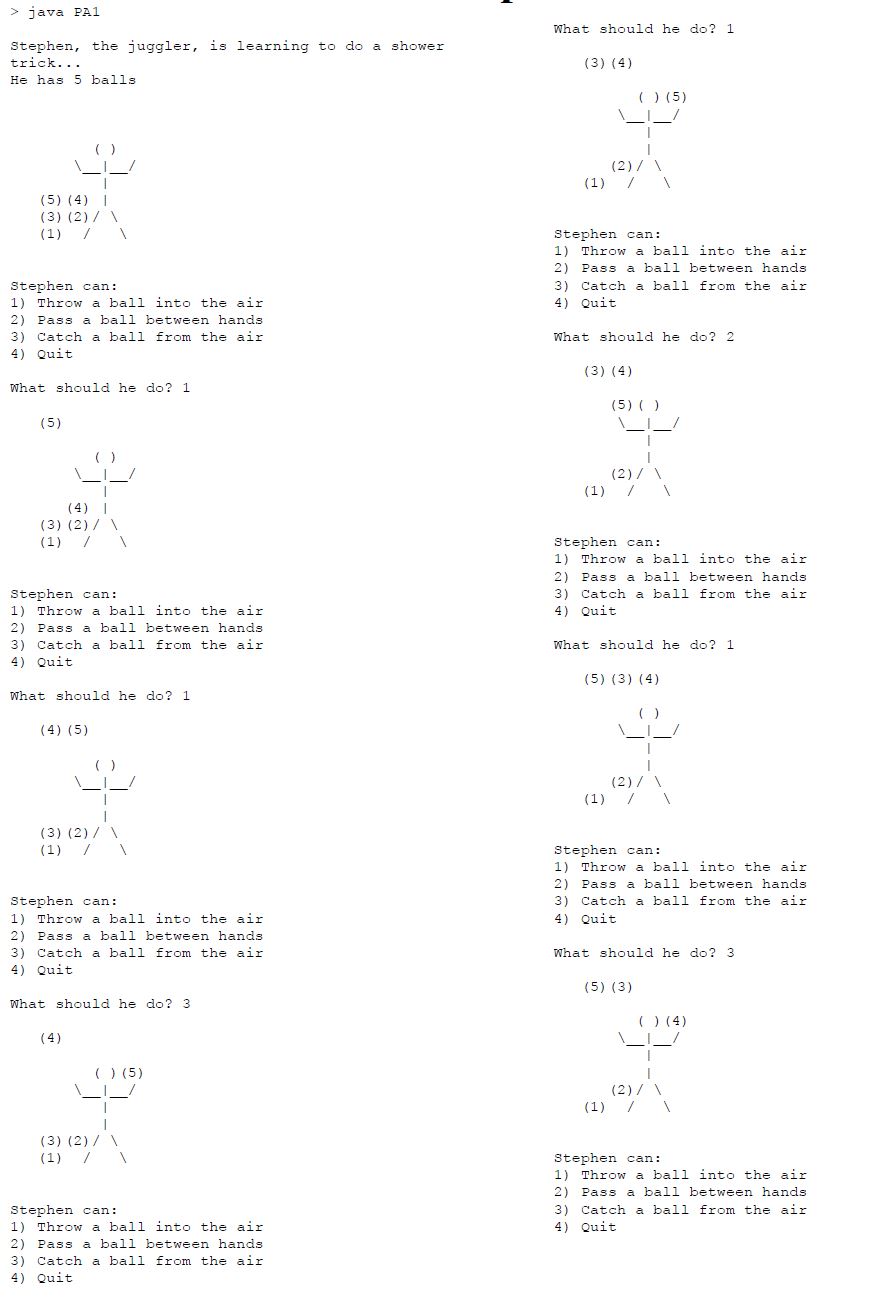 > java PA1
Stephen, the juggler, is learning to do a shower
trick...
He has 5 balls
( )
\__|__/
|
(5)(4) |
(3)(2)/ \
(1)  /   \
Stephen can:
1) Throw a ball into the air
2) Pass a ball between hands
3) Catch a ball from the air
4) Quit
What should he do? 1
(5)
( )
\__|__/
|
(4) |
(3)(2)/ \
(1)  /   \
Stephen can:
1) Throw a ball into the air
2) Pass a ball between hands
3) Catch a ball from the air
4) Quit
What should he do? 1
(4)(5)
( )
\__|__/
|
|
(3)(2)/ \
(1)  /   \
Stephen can:
1) Throw a ball into the air
2) Pass a ball between hands
3) Catch a ball from the air
4) Quit
What should he do? 3
(4)
( )(5)
\__|__/
|
|
(3)(2)/ \
(1)  /   \
Stephen can:
1) Throw a ball into the air
2) Pass a ball between hands
3) Catch a ball from the air
4) Quit
What should he do? 1
(3)(4)
( )(5)
\__|__/
|
|
(2)/ \
(1)  /   \
Stephen can:
1) Throw a ball into the air
2) Pass a ball between hands
3) Catch a ball from the air
4) Quit
What should he do? 2
(3)(4)
(5)( )
\__|__/
|
|
(2)/ \
(1)  /   \
Stephen can:
1) Throw a ball into the air
2) Pass a ball between hands
3) Catch a ball from the air
4) Quit
What should he do? 1
(5)(3)(4)
( )
\__|__/
|
|
(2)/ \
(1)  /   \
Stephen can:
1) Throw a ball into the air
2) Pass a ball between hands
3) Catch a ball from the air
4) Quit
What should he do? 3
(5)(3)
( )(4)
\__|__/
|
|
(2)/ \
(1)  /   \
Stephen can:
1) Throw a ball into the air
2) Pass a ball between hands
3) Catch a ball from the air
4) Quit